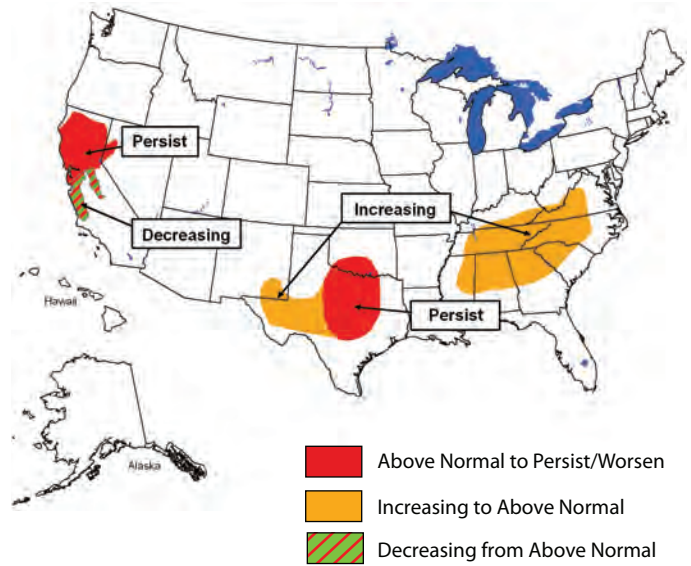 Persist
Increasing
Decreasing
Hawaii
Persist
Alaska
Above Normal to Persist/Worsen
Increasing to Above Normal
Decreasing from Above Normal